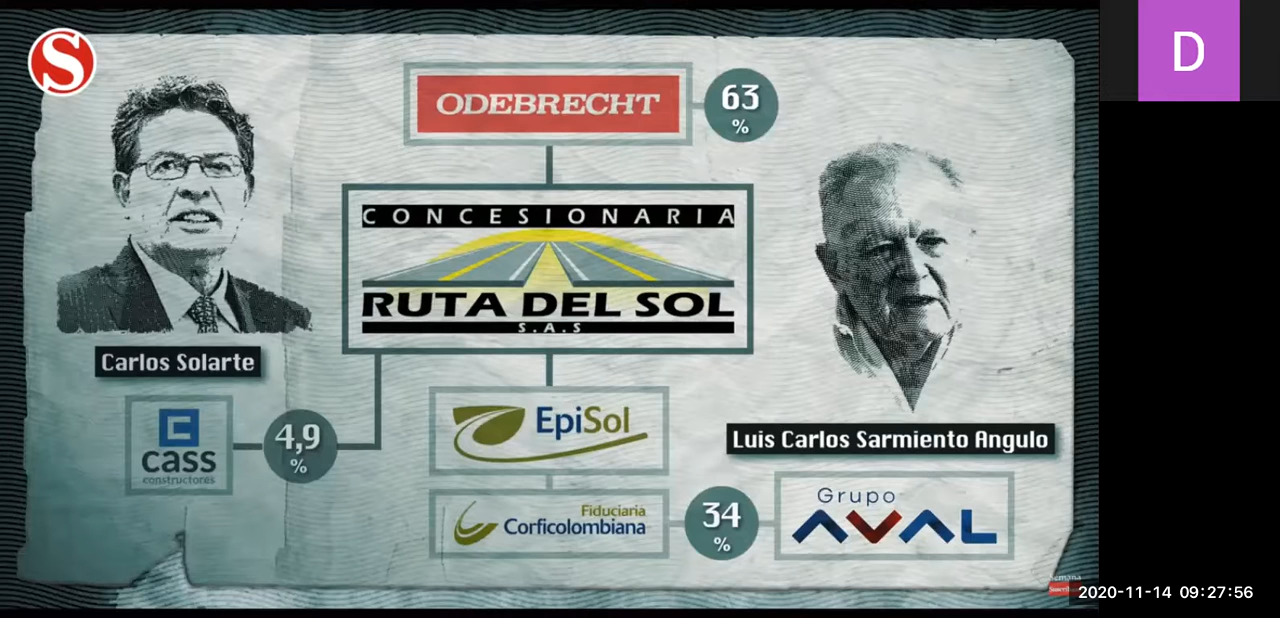 S
D
ODEBRECHT
63
%
CONCESIONARIA
RUTA DEL SOL
S.A.S
Carlos Solarte
cass
constructores
4,9
%
EpiSol
Fiduciaria
Corficolombiana
34
%
Luis Carlos Sarmiento Angulo
Grupo
AVAL
2020-11-14 09:27:56